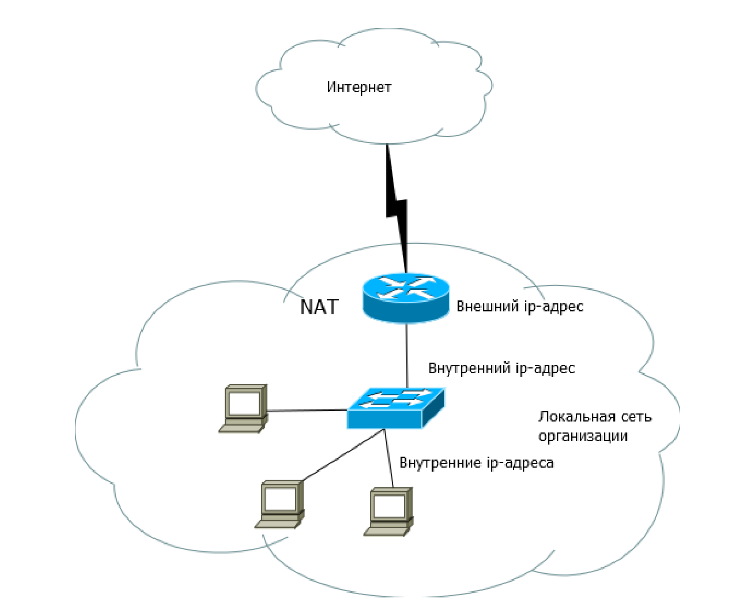 Интернет
NAT
Внешний ip-адрес
Внутренний ip-адрес
Локальная сеть
организации
Внутренние ip-адреса